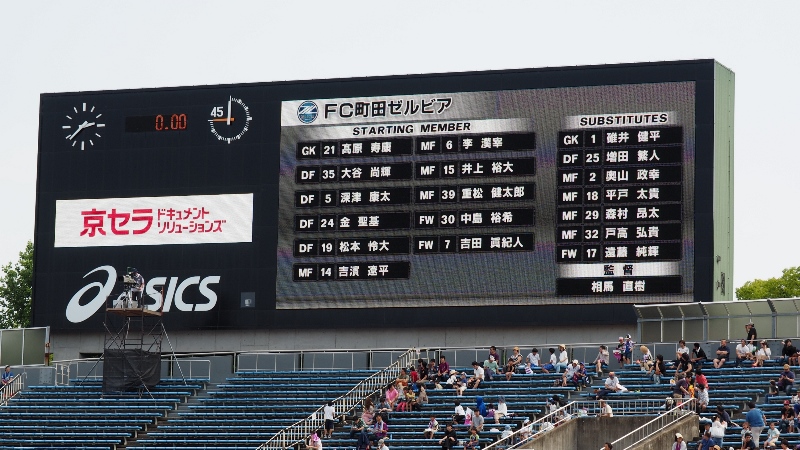 45
0.00
京セラ ドキュメント
ソリューションズ
asics
FC町田ゼルビア
STARTING MEMBER
GK 21 高原 寿康
DF 35 大谷 尚輝
DF 5 深津 康太
DF 24 金 聖基
DF 19 松本 怜大
MF 14 吉濱 遼平
MF 6 李 漢宰
MF 15 井上 裕大
MF 39 重松 健太郎
FW 30 中島 裕希
FW 7 吉田 眞紀人
SUBSTITUTES
GK 1 碓井 健平
DF 25 増田 繁人
MF 2 奥山 政幸
MF 18 平戸 太貴
MF 29 森村 昂太
MF 32 戸高 弘貴
FW 17 遠藤 純輝
監督
相馬 直樹